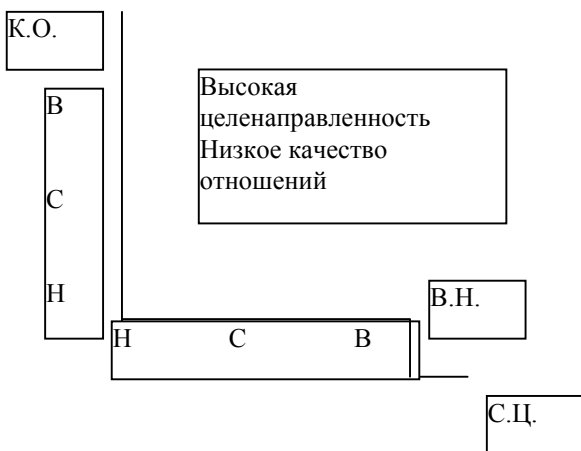 К.О.
В
С
Н
Высокая
целенаправленность
Низкое качество
отношений
В.Н.
Н С В
С.Ц.